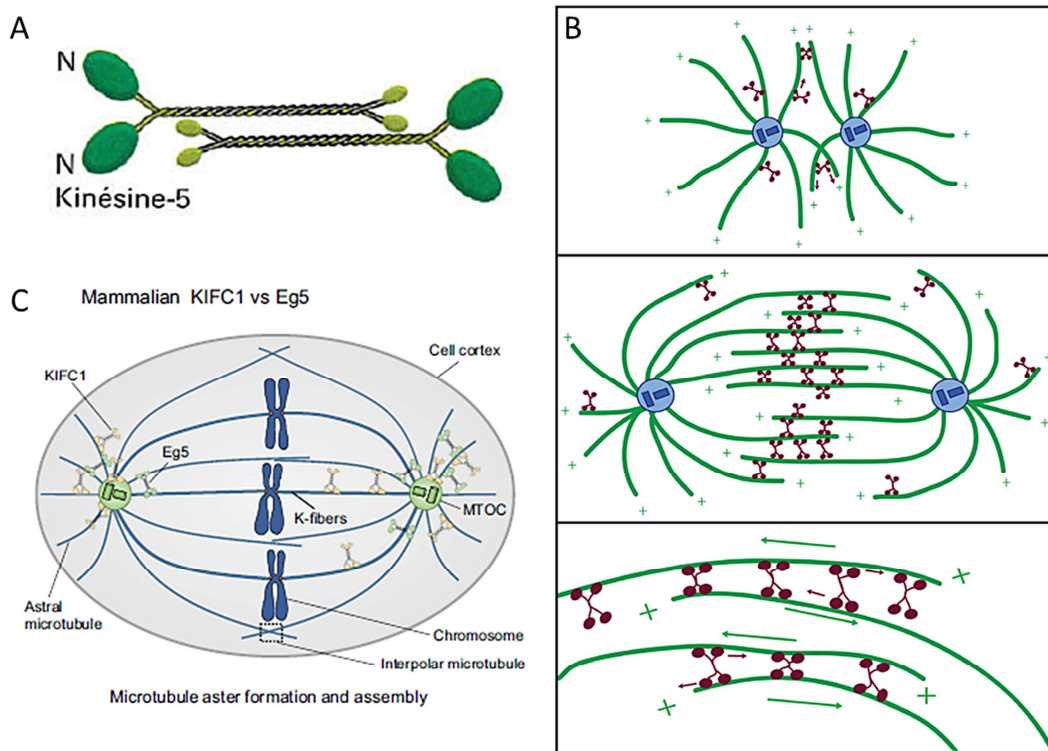 A
N
N
Kinésine-5
B
C
Mammalian KIFC1 vs Eg5
Cell cortex
KIFC1
Eg5
K-fibers
MTOC
Astral
microtubule
Chromosome
Interpolar microtubule
Microtubule aster formation and assembly